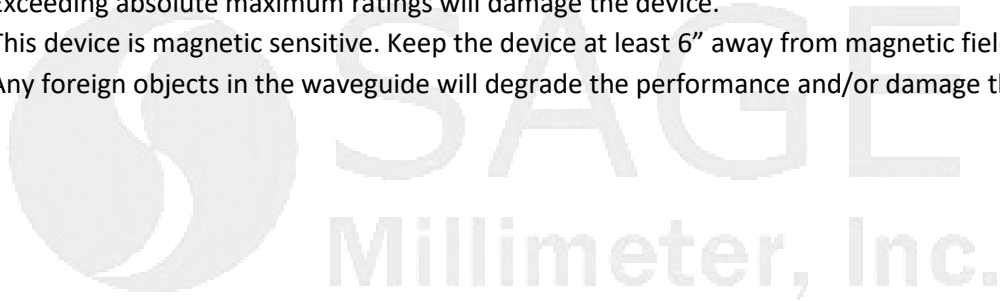 Exceeding absolute maximum ratings will damage the device.
This device is magnetic sensitive. Keep the device at least 6” away from magnetic
Any foreign objects in the waveguide will degrade the performance and/or damage
SAGE
Millimeter, Inc.